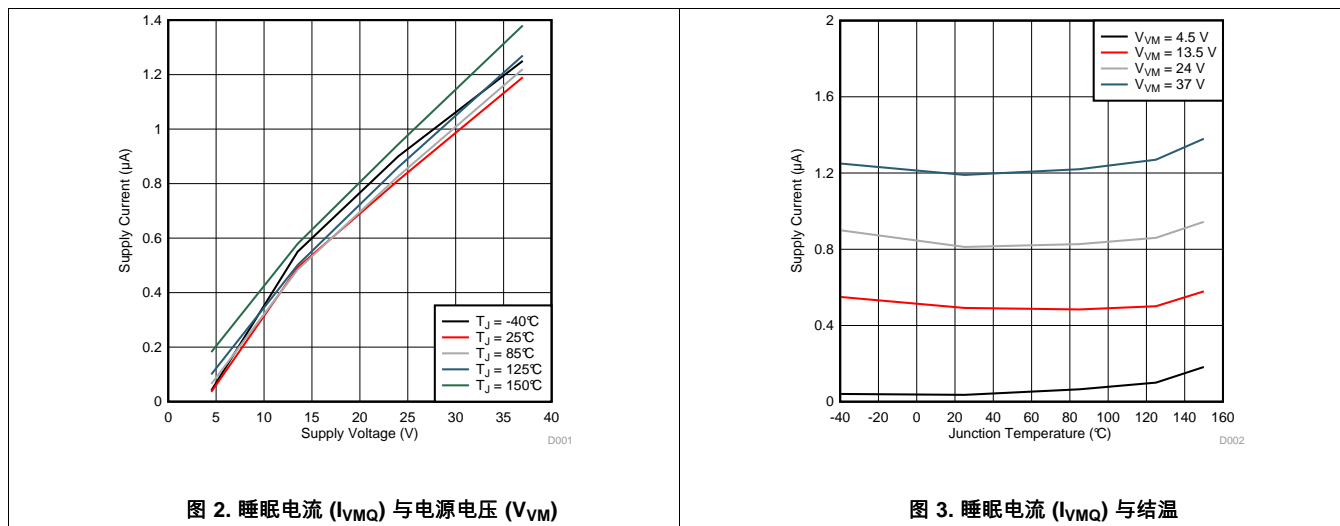 1.4
1.2
1
0.8
0.6
0.4
0.2
0
0 5 10 15 20 25 30 35 40
Supply Current (µA)
Supply Voltage (V)
T_J = -40℃
T_J = 25℃
T_J = 85℃
T_J = 125℃
T_J = 150℃
D001
图 2. 睡眠电流 (I_VMQ) 与电源电压 (V_VM)
2
1.6
1.2
0.8
0.4
0
-40 -20 0 20 40 60 80 100 120 140 160
Supply Current (µA)
Junction Temperature (℃)
V_VM = 4.5 V
V_VM = 13.5 V
V_VM = 24 V
V_VM = 37 V
D002
图 3. 睡眠电流 (I_VMQ) 与结温